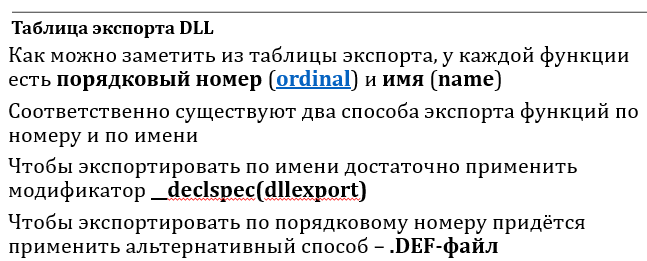 Таблица экспорта DLL
Как можно заметить из таблицы экспорта, у каждой функции
есть порядковый номер (ordinal) и имя (name)
Соответственно существуют два способа экспорта функций по
номеру и по имени
Чтобы экспортировать по имени достаточно применить
модификатор __declspec(dllexport)
Чтобы экспортировать по порядковому номеру придётся
применить альтернативный способ – .DEF-файл